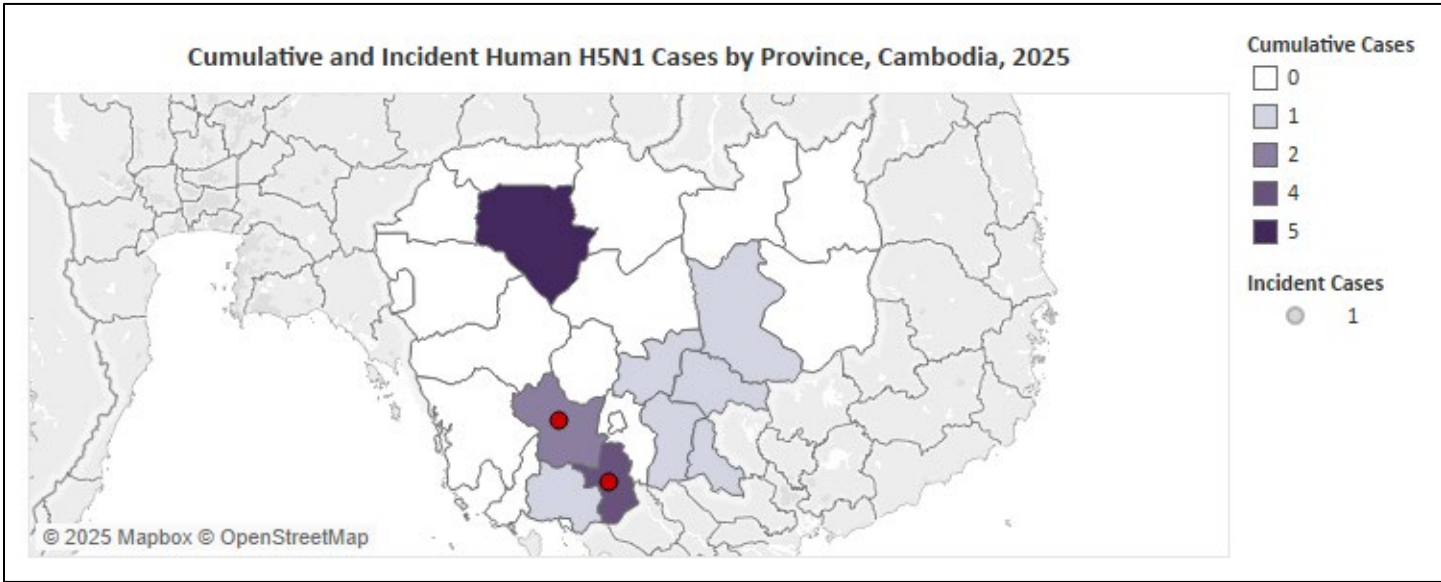 Cumulative and Incident Human H5N1 Cases by Province, Cambodia, 2025
Cumulative Cases
0
1
2
4
5
Incident Cases
1
© 2025 Mapbox © OpenStreetMap